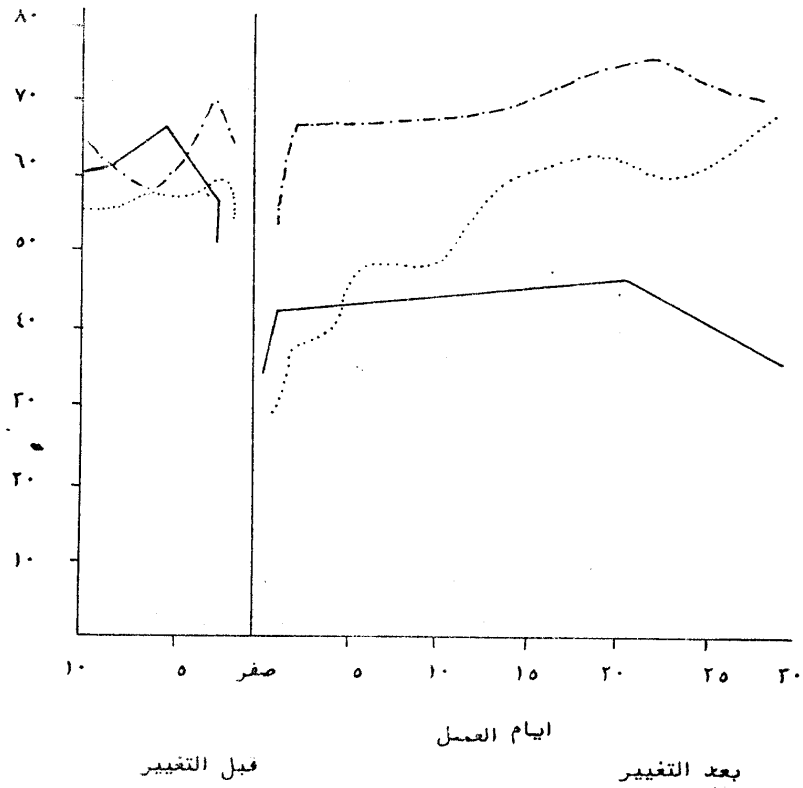 ٨٠
٧٠
٦٠
٥٠
٤٠
٣٠
٢٠
١٠
١٠ ٥ صفر ٥ ١٠ ١٥ ٢٠ ٢٥ ٣٠
ايام العمل
قبل التغيير
بعد التغيير